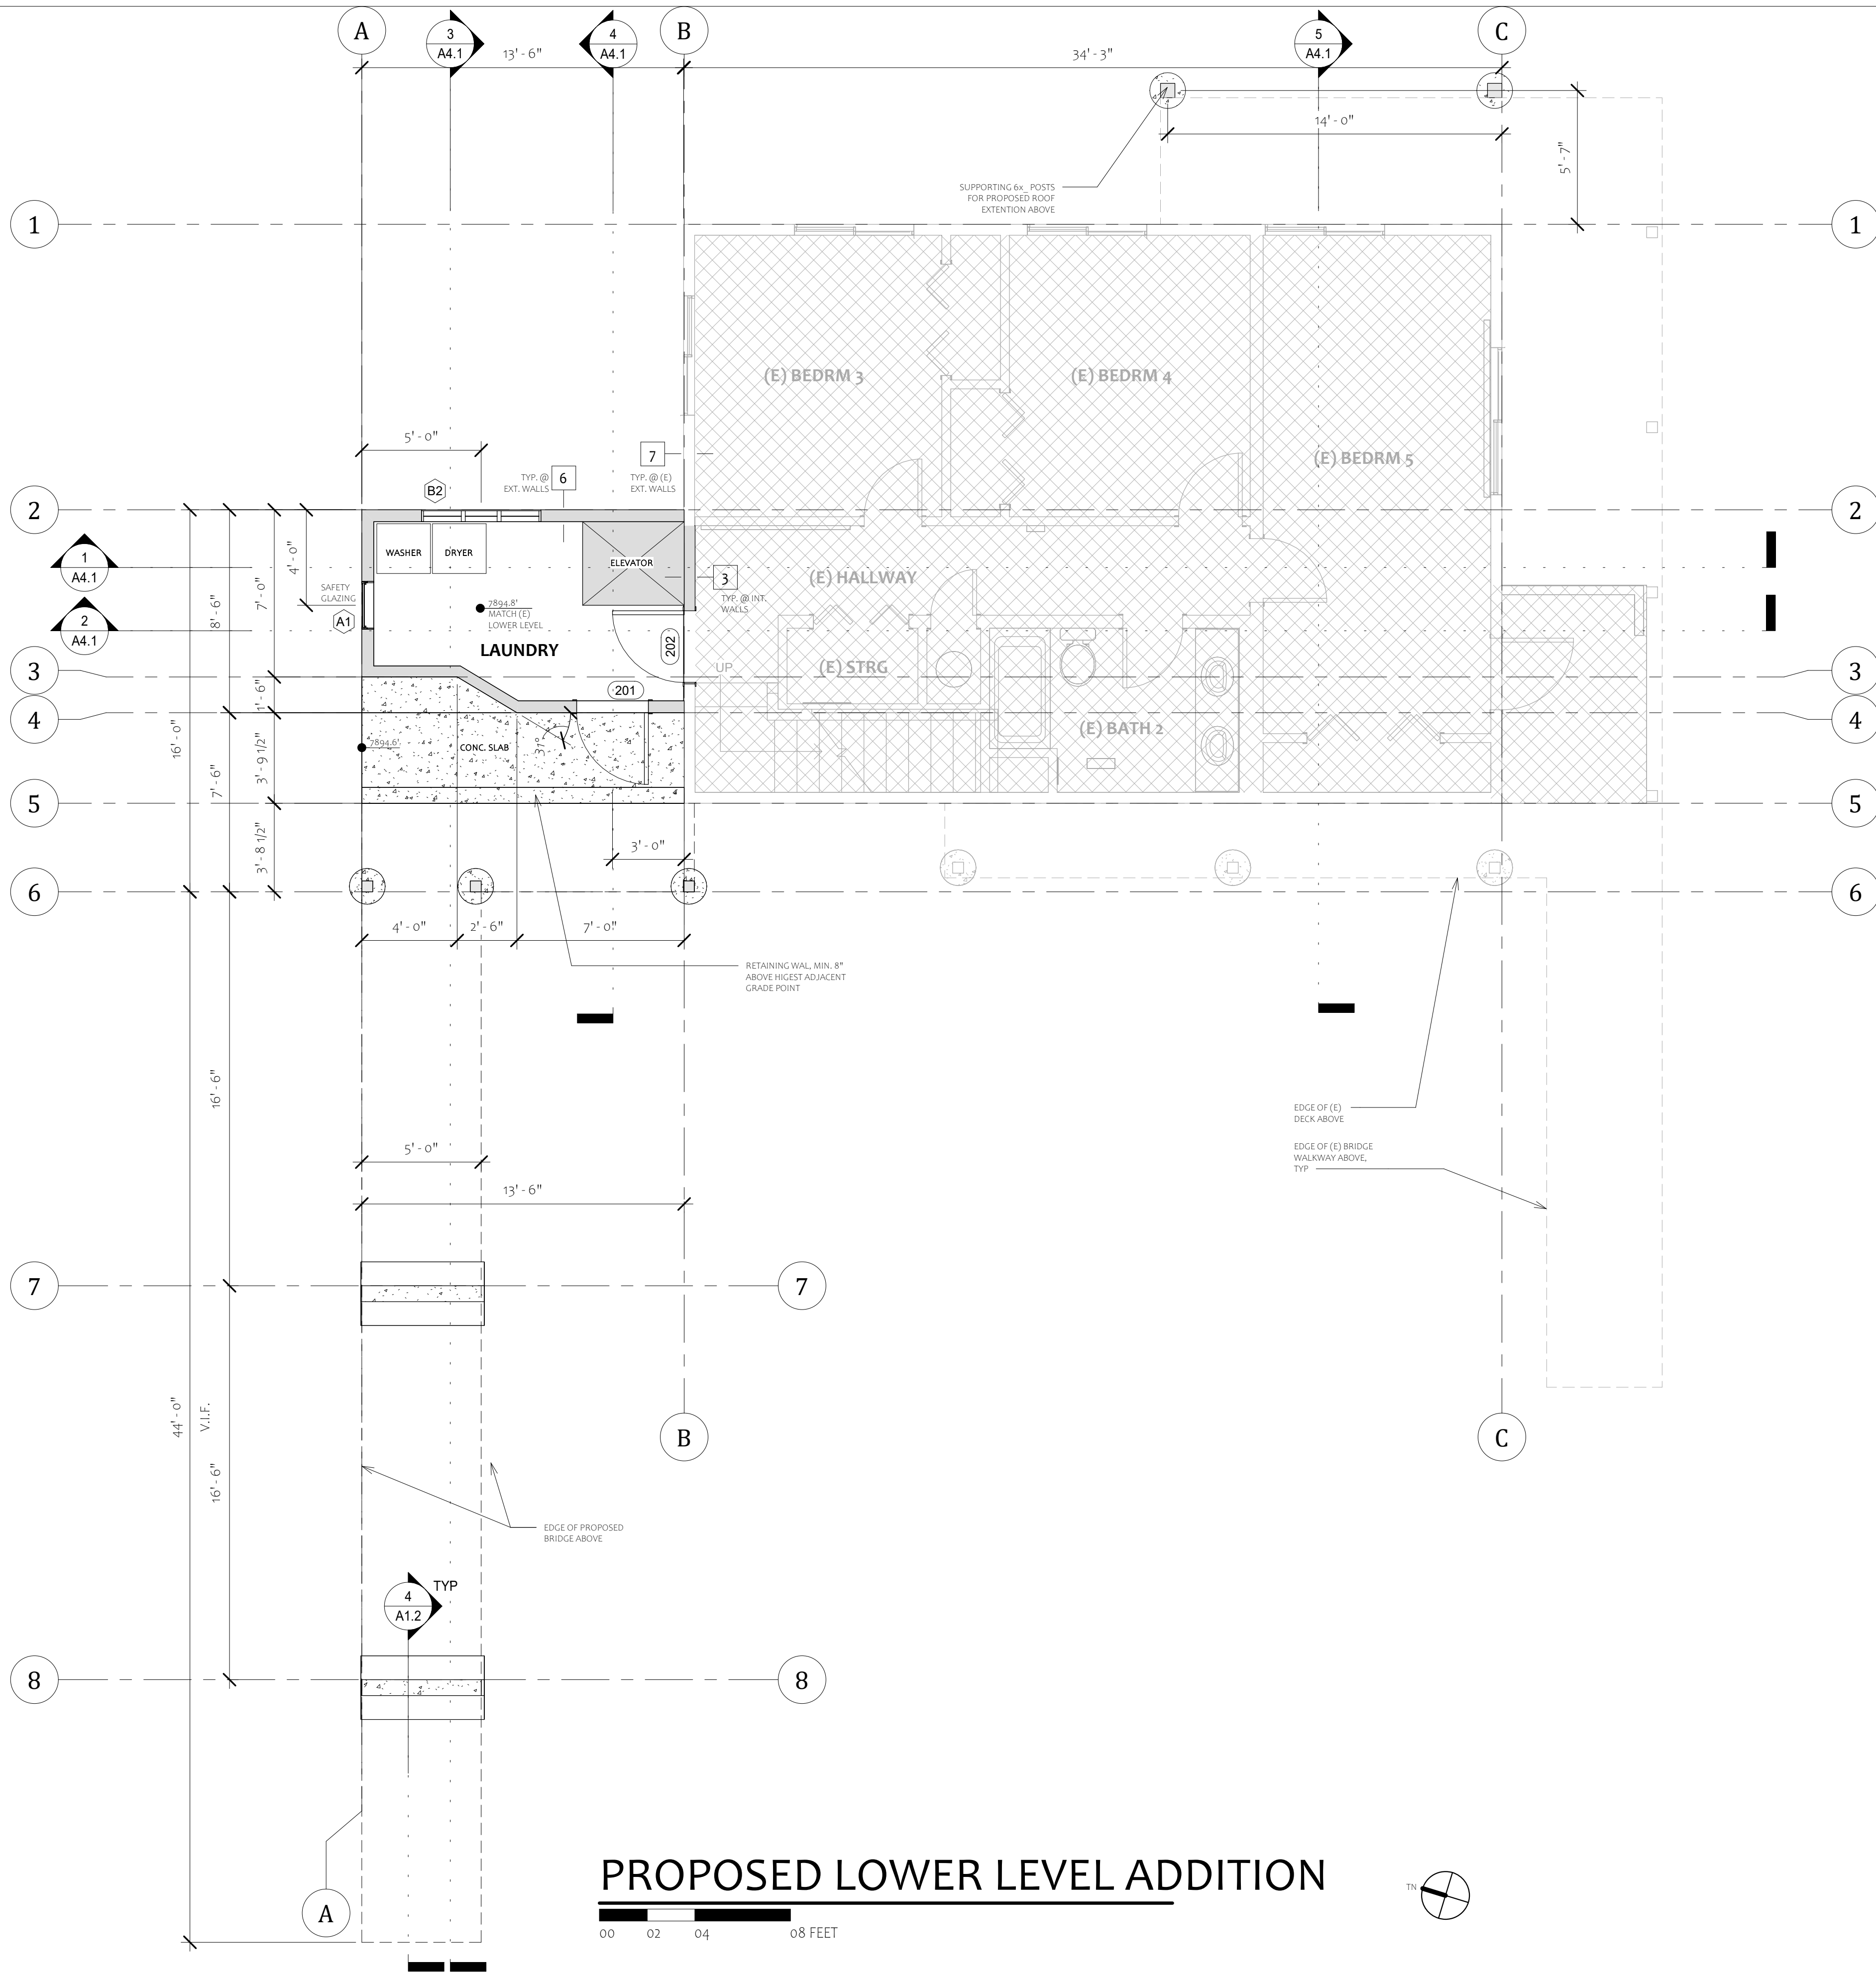 A
3
A4.1
13' - 6"
4
A4.1
B
34' - 3"
5
A4.1
C
14' - 0"
5' - 7"
SUPPORTING 6x_ POSTS
FOR PROPOSED ROOF
EXTENTION ABOVE
1
1
(E) BEDRM 3
(E) BEDRM 4
(E) BEDRM 5
5' - 0"
7
TYP. @ (E)
EXT. WALLS
6
TYP. @
EXT. WALLS
B2
2
2
WASHER
DRYER
ELEVATOR
4' - 0"
7' - 0"
8' - 6"
1
A4.1
SAFETY
GLAZING
A1
2
A4.1
7894.8'
MATCH (E)
LOWER LEVEL
3
TYP. @ INT.
WALLS
(E) HALLWAY
LAUNDRY
202
UP
(E) STRG
3
3
201
1' - 6"
4
4
16' - 0"
7' - 6"
3' - 9 1/2"
7894.6'
CONC. SLAB
31°
(E) BATH 2
5
5
3' - 8 1/2"
3' - 0"
6
6
4' - 0"
2' - 6"
7' - 0"
RETAINING WAL, MIN. 8"
ABOVE HIGEST ADJACENT
GRADE POINT
16' - 6"
EDGE OF (E)
DECK ABOVE
EDGE OF (E) BRIDGE
WALKWAY ABOVE,
TYP
5' - 0"
13' - 6"
7
7
44' - 0"
V.I.F.
B
C
16' - 6"
EDGE OF PROPOSED
BRIDGE ABOVE
4
A1.2
TYP
8
8
A
PROPOSED LOWER LEVEL ADDITION
00 02 04 08 FEET
TN